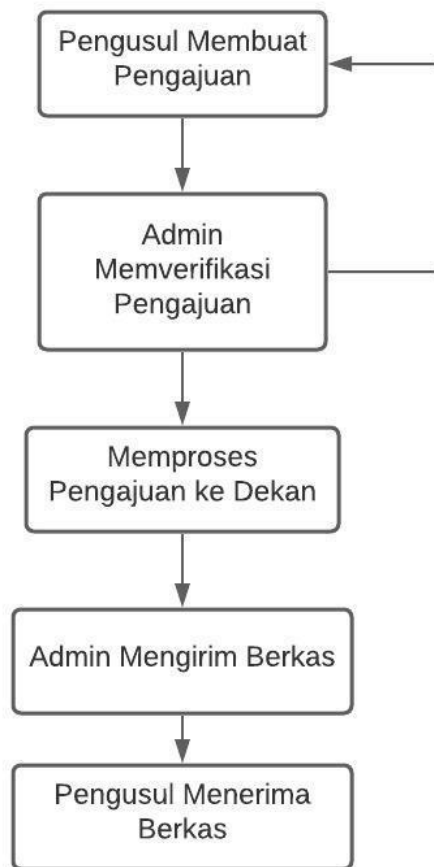 Pengusul Membuat
Pengajuan
Admin
Memverifikasi
Pengajuan
Memproses
Pengajuan ke Dekan
Admin Mengirim Berkas
Pengusul Menerima
Berkas